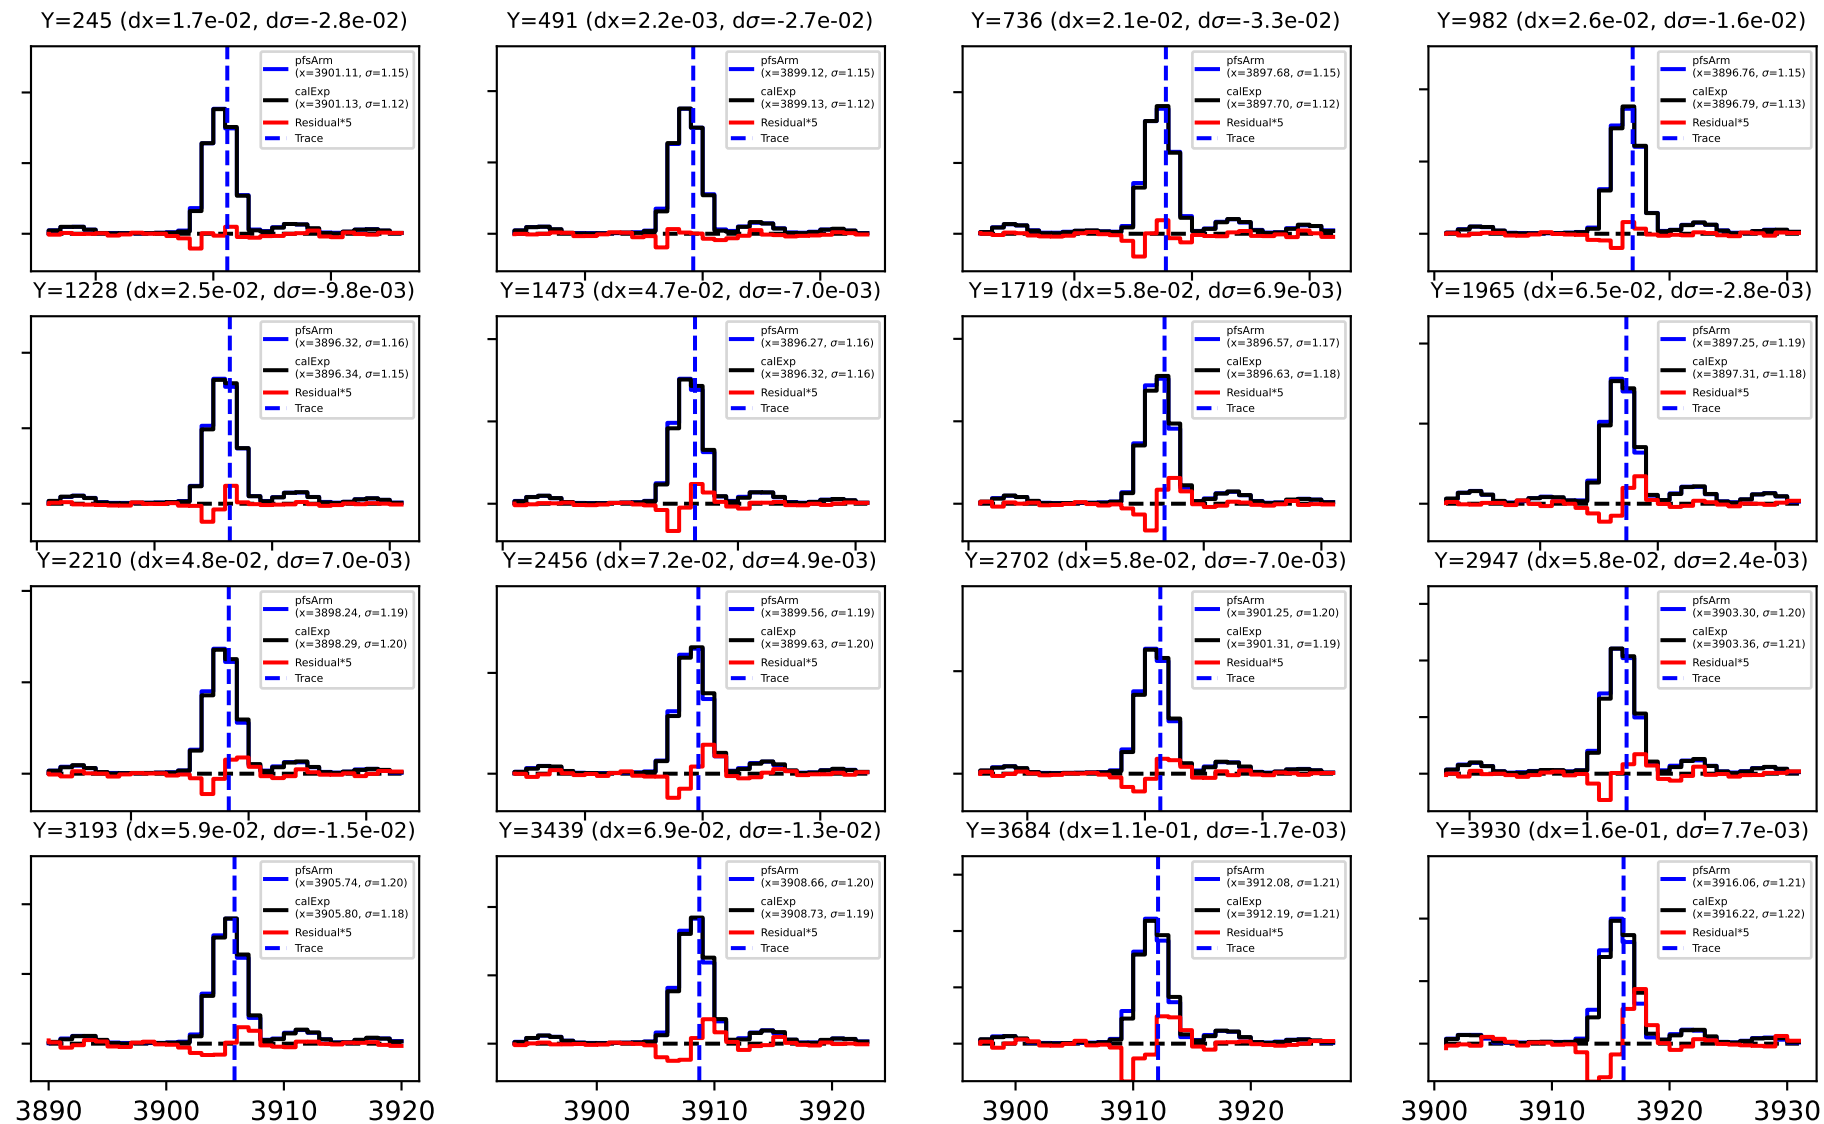 Y=245 (dx=1.7e-02, dσ=-2.8e-02)
pfsArm
(x=3901.11, σ=1.15)
calExp
(x=3901.13, σ=1.12)
Residual*5
Trace
Y=491 (dx=2.2e-03, dσ=-2.7e-02)
pfsArm
(x=3899.12, σ=1.15)
calExp
(x=3899.13, σ=1.12)
Residual*5
Trace
Y=736 (dx=2.1e-02, dσ=-3.3e-02)
pfsArm
(x=3897.68, σ=1.15)
calExp
(x=3897.70, σ=1.12)
Residual*5
Trace
Y=982 (dx=2.6e-02, dσ=-1.6e-02)
pfsArm
(x=3896.76, σ=1.15)
calExp
(x=3896.79, σ=1.13)
Residual*5
Trace
Y=1228 (dx=2.5e-02, dσ=-9.8e-03)
pfsArm
(x=3896.32, σ=1.16)
calExp
(x=3896.34, σ=1.15)
Residual*5
Trace
Y=1473 (dx=4.7e-02, dσ=-7.0e-03)
pfsArm
(x=3896.27, σ=1.16)
calExp
(x=3896.32, σ=1.16)
Residual*5
Trace
Y=1719 (dx=5.8e-02, dσ=6.9e-03)
pfsArm
(x=3896.57, σ=1.17)
calExp
(x=3896.63, σ=1.18)
Residual*5
Trace
Y=1965 (dx=6.5e-02, dσ=-2.8e-03)
pfsArm
(x=3897.25, σ=1.19)
calExp
(x=3897.31, σ=1.18)
Residual*5
Trace
Y=2210 (dx=4.8e-02, dσ=7.0e-03)
pfsArm
(x=3898.24, σ=1.19)
calExp
(x=3898.29, σ=1.20)
Residual*5
Trace
Y=2456 (dx=7.2e-02, dσ=4.9e-03)
pfsArm
(x=3899.56, σ=1.19)
calExp
(x=3899.63, σ=1.20)
Residual*5
Trace
Y=2702 (dx=5.8e-02, dσ=-7.0e-03)
pfsArm
(x=3901.25, σ=1.20)
calExp
(x=3901.31, σ=1.19)
Residual*5
Trace
Y=2947 (dx=5.8e-02, dσ=2.4e-03)
pfsArm
(x=3903.30, σ=1.20)
calExp
(x=3903.36, σ=1.21)
Residual*5
Trace
Y=3193 (dx=5.9e-02, dσ=-1.5e-02)
pfsArm
(x=3905.74, σ=1.20)
calExp
(x=3905.80, σ=1.18)
Residual*5
Trace
Y=3439 (dx=6.9e-02, dσ=-1.3e-02)
pfsArm
(x=3908.66, σ=1.20)
calExp
(x=3908.73, σ=1.19)
Residual*5
Trace
Y=3684 (dx=1.1e-01, dσ=-1.7e-03)
pfsArm
(x=3912.08, σ=1.21)
calExp
(x=3912.19, σ=1.21)
Residual*5
Trace
Y=3930 (dx=1.6e-01, dσ=7.7e-03)
pfsArm
(x=3916.06, σ=1.21)
calExp
(x=3916.22, σ=1.22)
Residual*5
Trace
3890 3900 3910 3920
3900 3910 3920
3900 3910 3920
3900 3910 3920 3930